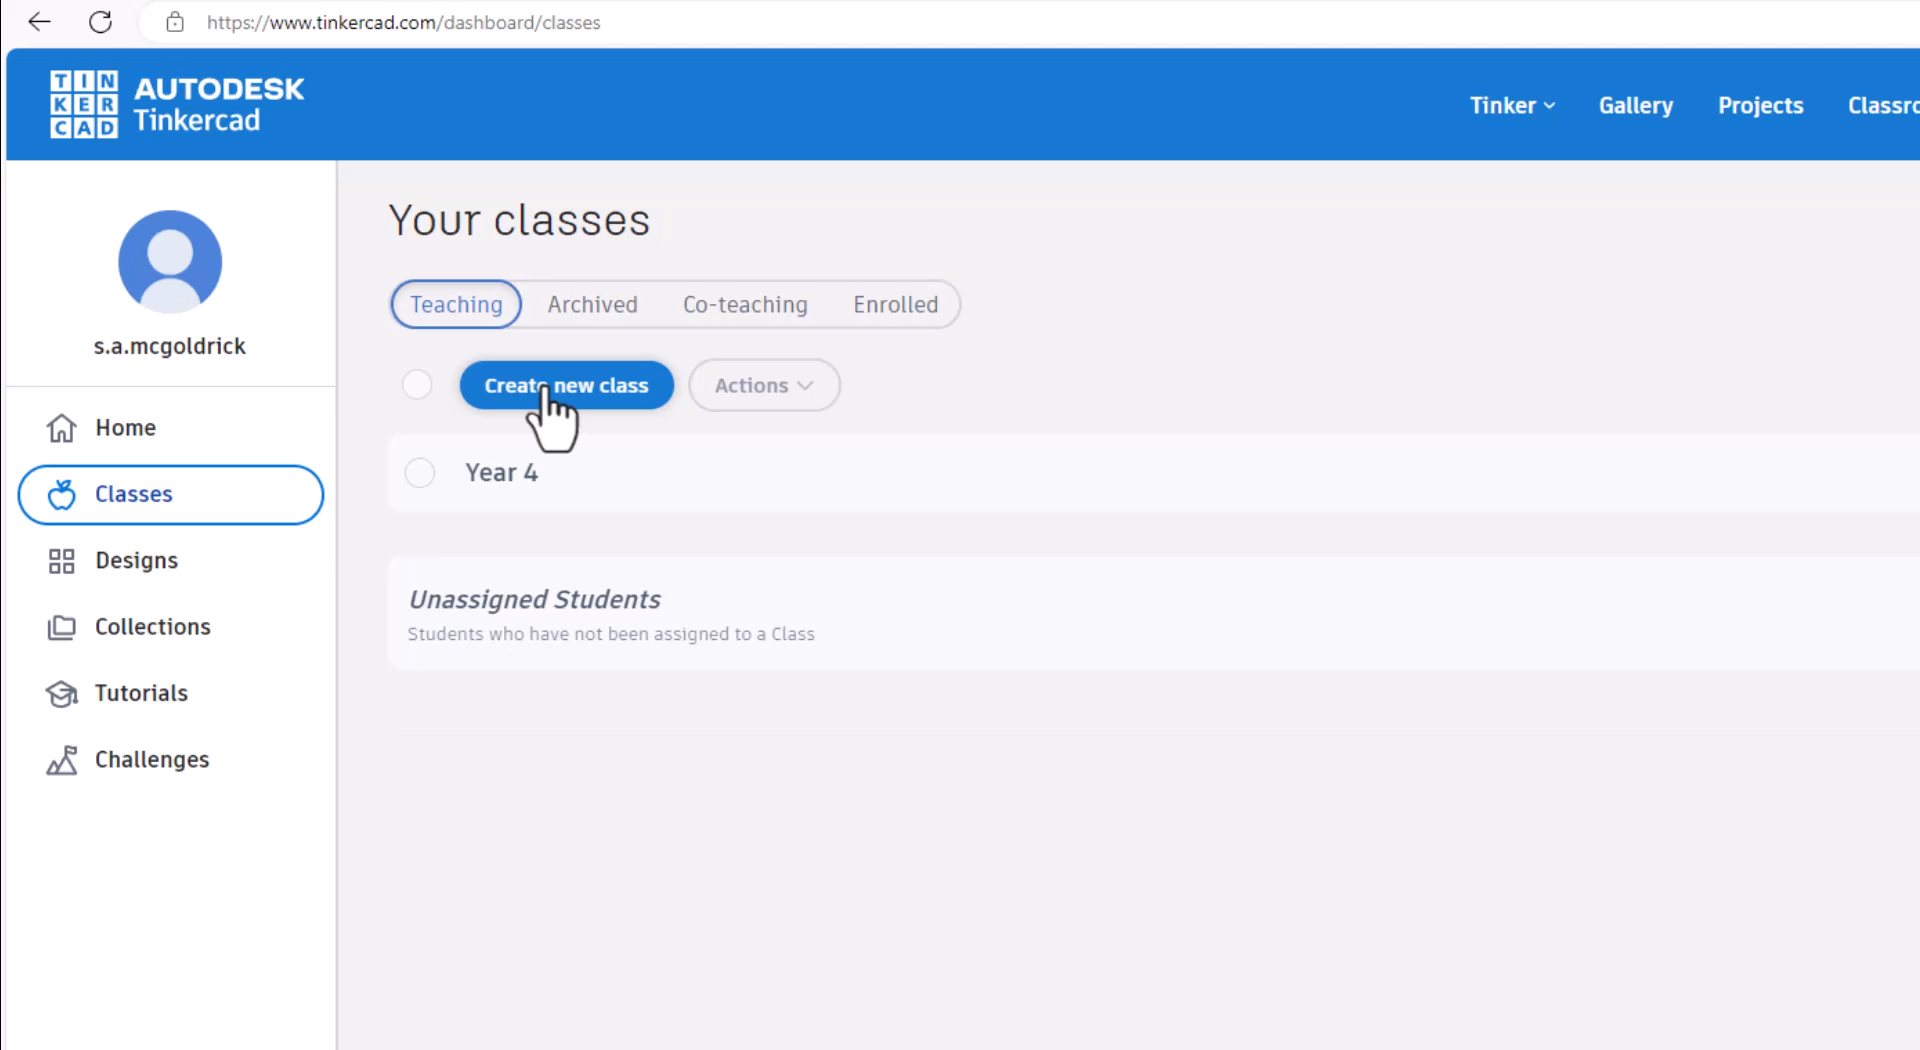 https://www.tinkercad.com/dashboard/classes
TIN
KER
CAD
AUTODESK
Tinkercad
Tinker
Gallery
Projects
Classro
s.a.mcgoldrick
Home
Classes
Designs
Collections
Tutorials
Challenges
Your classes
Teaching
Archived
Co-teaching
Enrolled
Create new class
Actions
Year 4
Unassigned Students
Students who have not been assigned to a Class